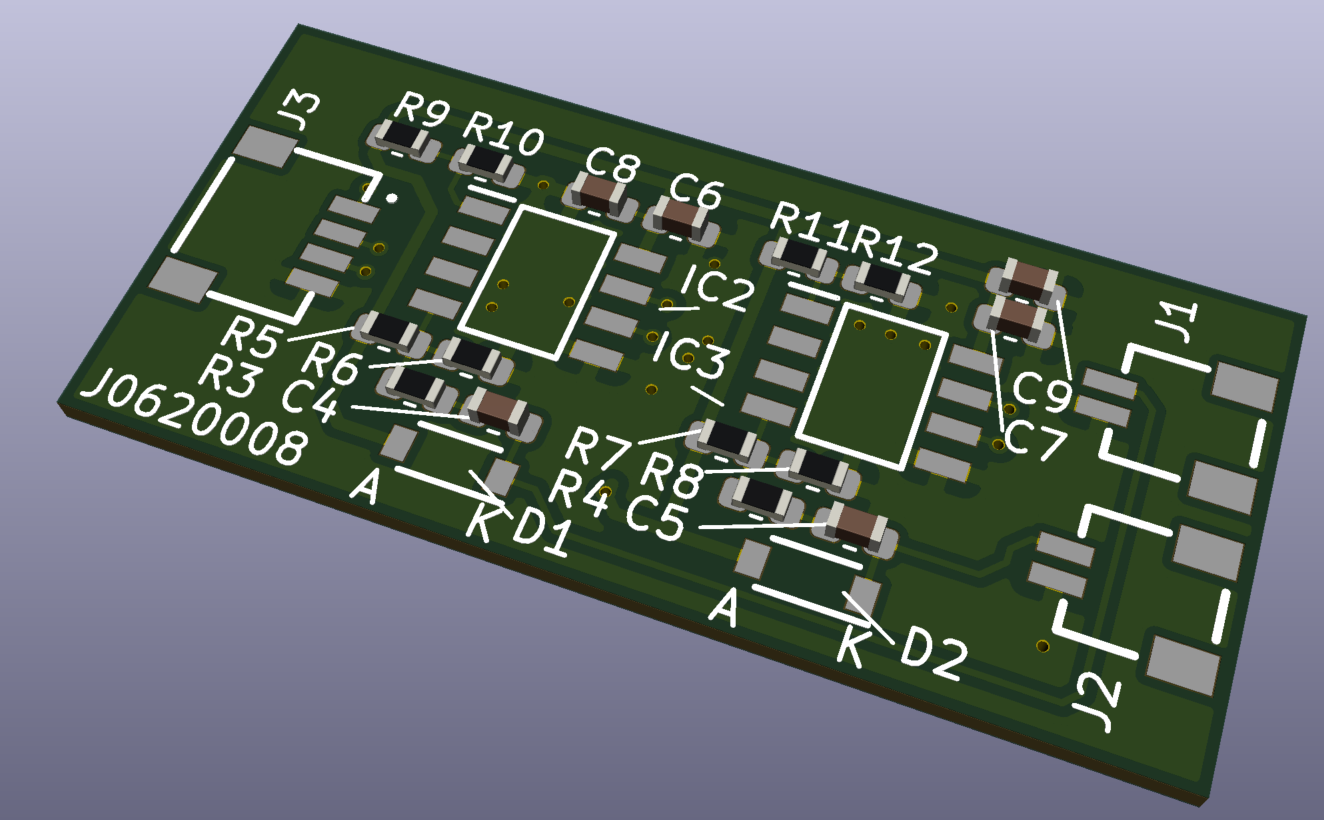 J3
R9
R10
C8
C6
R11
R12
IC2
J1
IC3
R5
R6
R3
C4
C9
C7
J0620008
R7
R8
R4
C5
A
K
D1
A
K
D2
J2